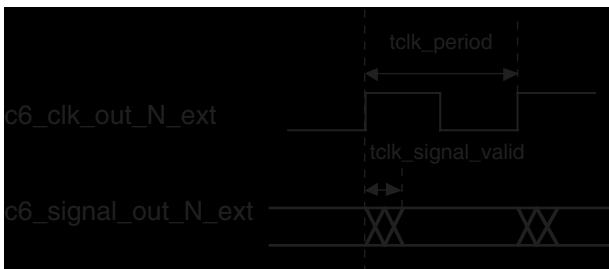 tclk_period
c6_clk_out_N_ext
tclk_signal_valid
c6_signal_out_N_ext